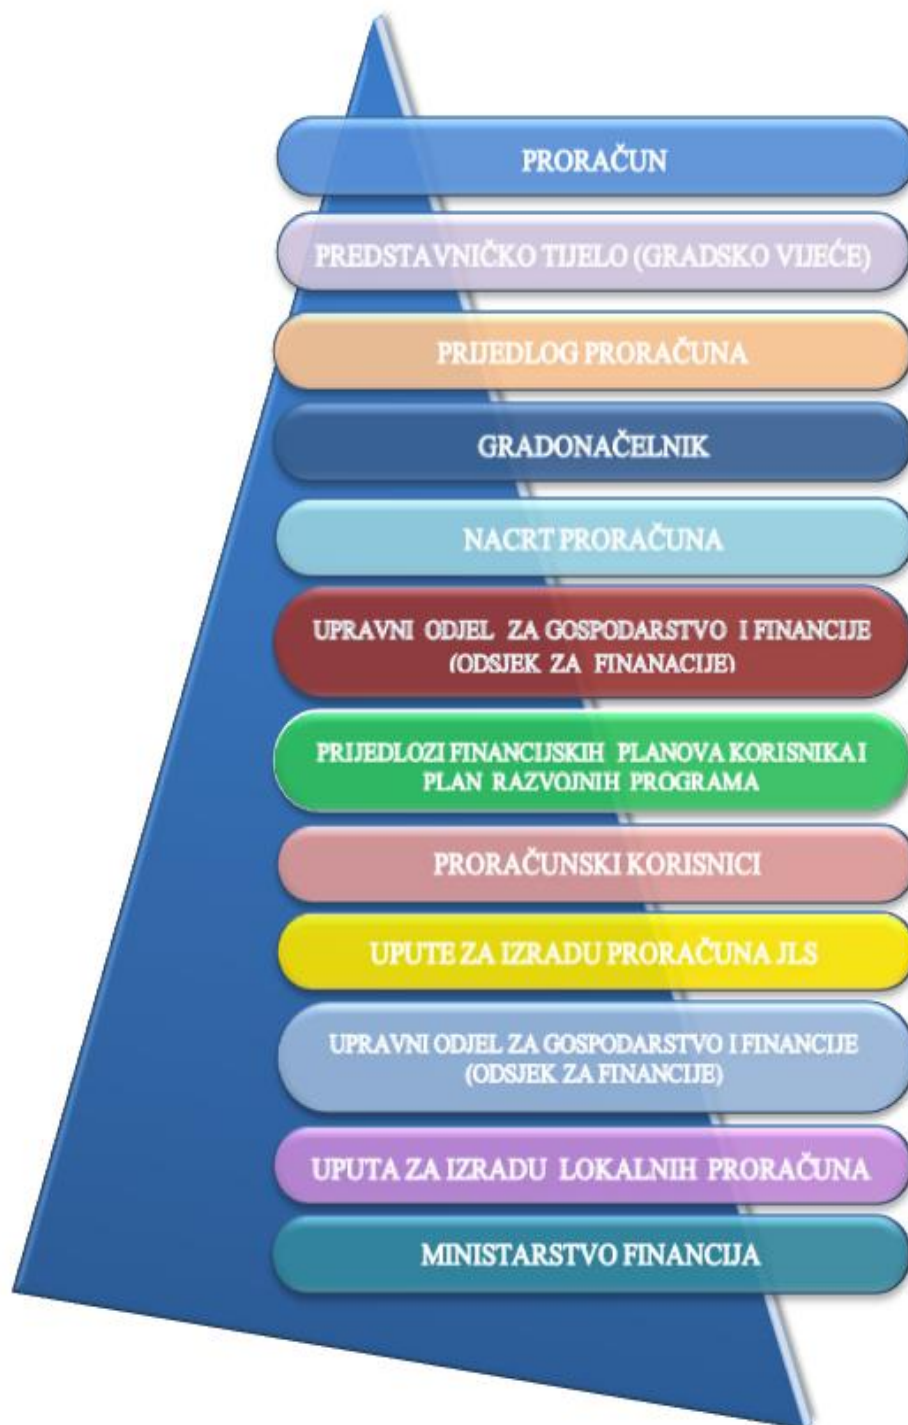 PRORAČUN
PREDSTAVNIČKO TIJELO (GRADSKO VIJEĆE)
PRIJEDLOG PRORAČUNA
GRADONAČELNIK
NACRT PRORAČUNA
UPRAVNI ODJEL ZA GOSPODARSTVO I FINANCIJE
(ODSJEK ZA FINANACIJE)
PRIJEDLOZI FINANCIJSKIH PLANOVA KORISNIKA I
PLAN RAZVOJNIH PROGRAMA
PRORAČUNSKI KORISNICI
UPUTE ZA IZRADU PRORAČUNA JLS
UPRAVNI ODJEL ZA GOSPODARSTVO I FINANCIJE
(ODSJEK ZA FINANCIJE)
UPUTA ZA IZRADU LOKALNIH PRORAČUNA
MINISTARSTVO FINANCIJA